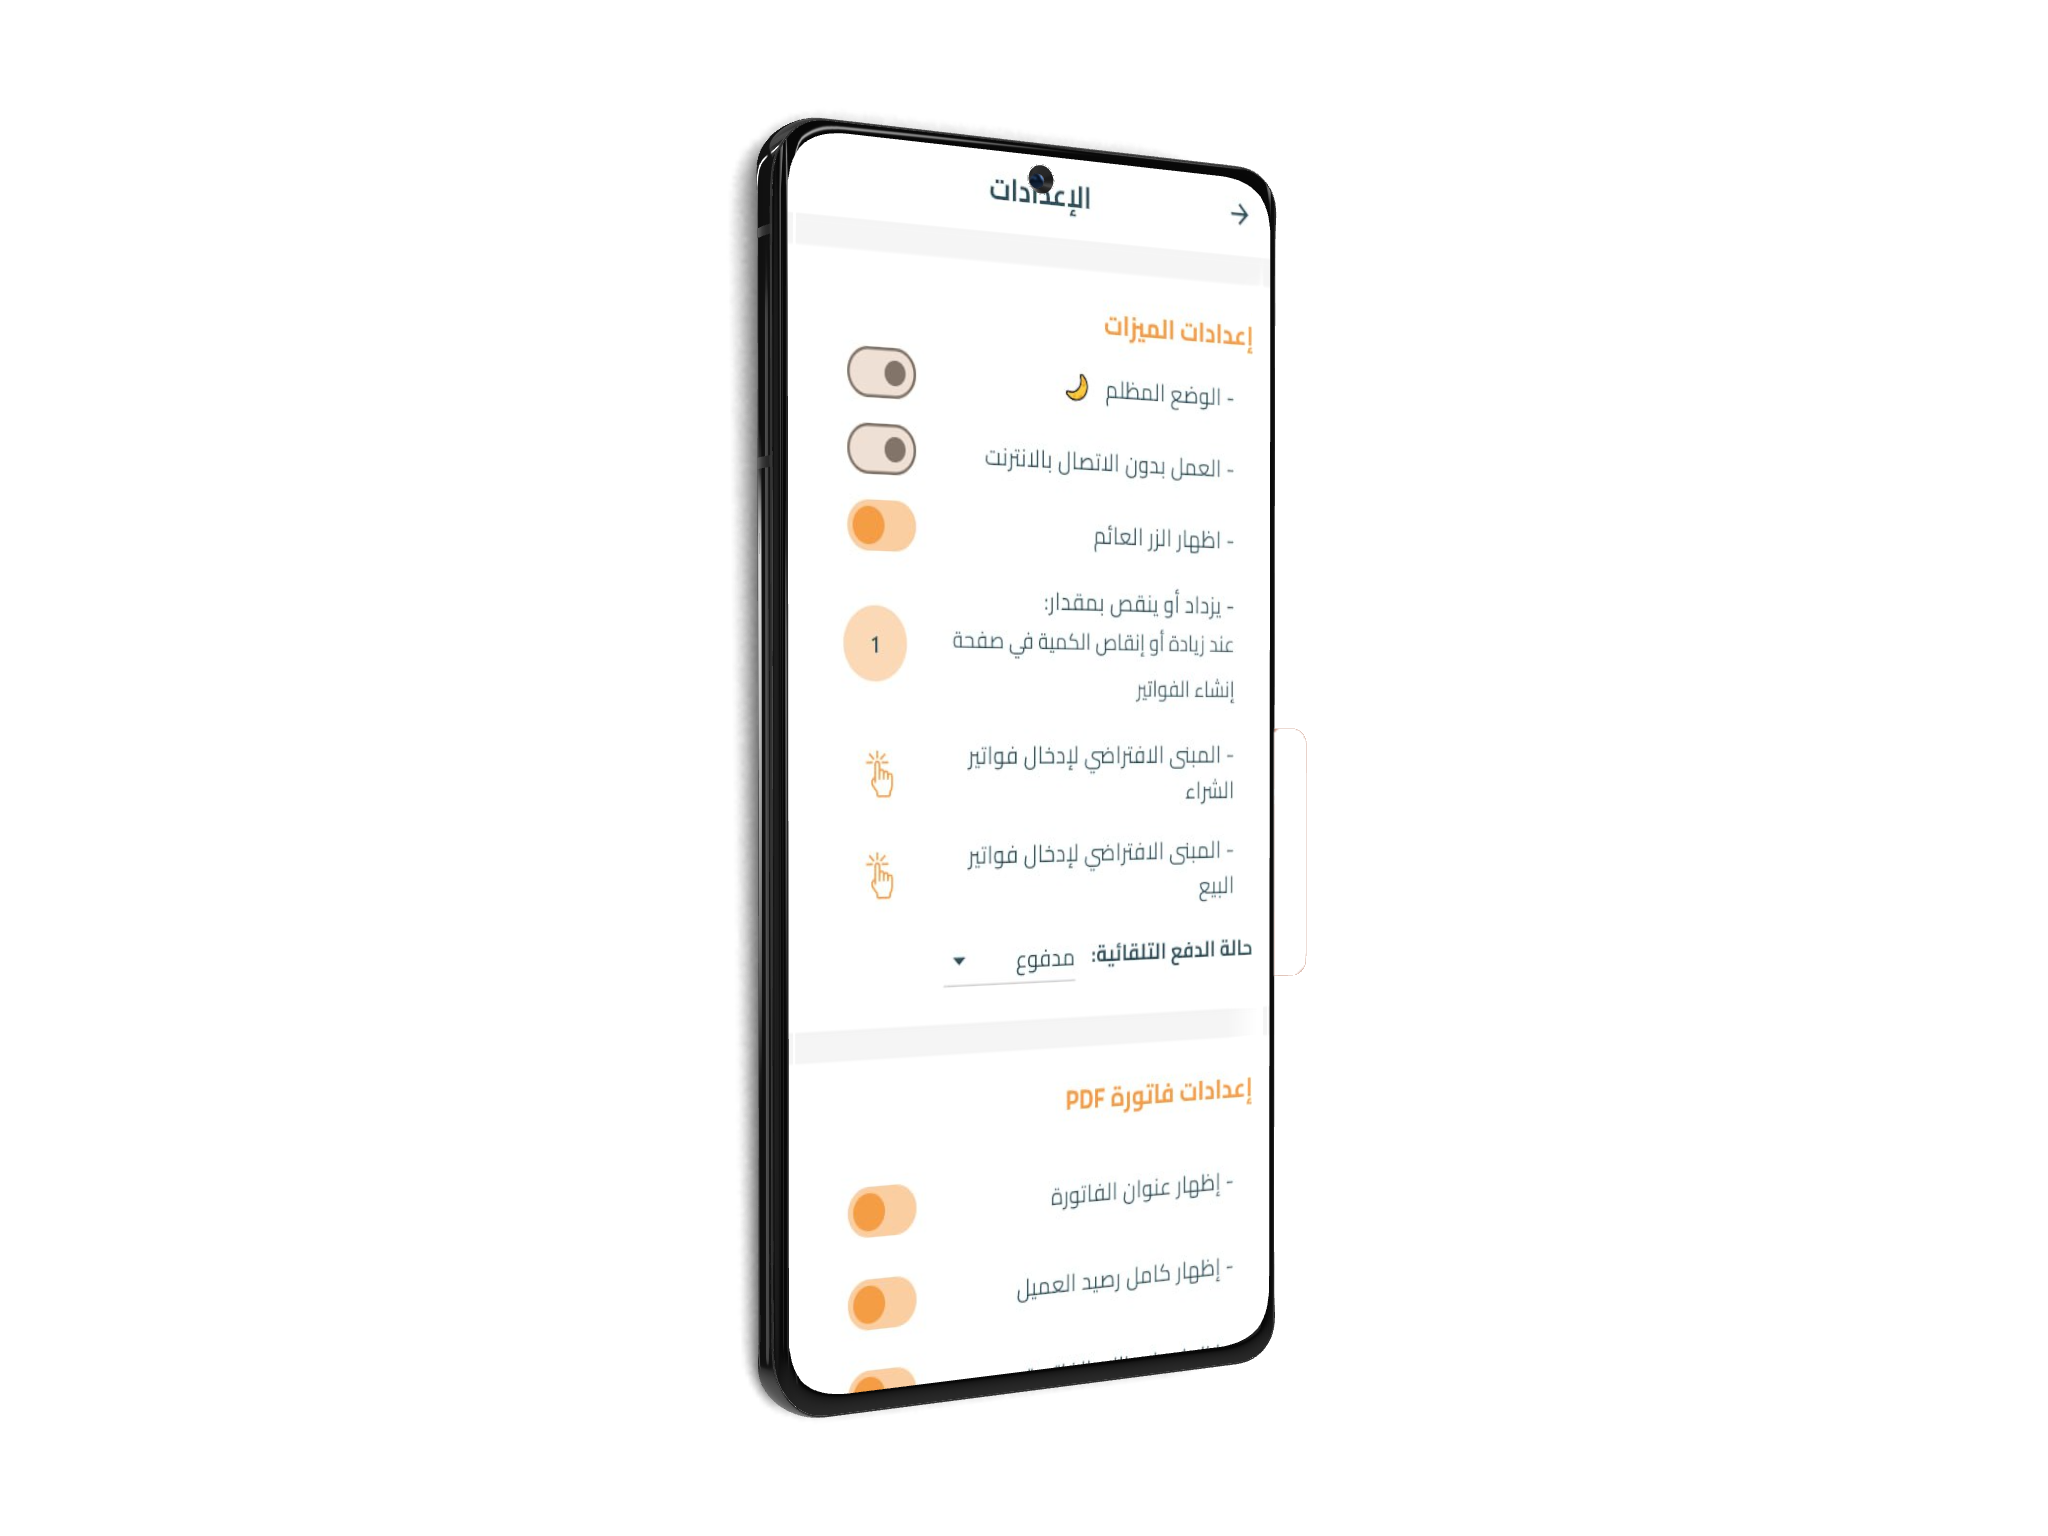 الإعدادات
إعدادات الميزات
- الوضع المظلم
- العمل بدون الاتصال بالانترنت
- اظهار الزر العائم
- يزداد أو ينقص بمقدار:
عند زيادة أو إنقاص الكمية في صفحة
إنشاء الفواتير
1
- المبنى الافتراضي لإدخال فواتير
الشراء
- المبنى الافتراضي لإدخال فواتير
البيع
حالة الدفع التلقائية: مدفوع
إعدادات فاتورة PDF
- إظهار عنوان الفاتورة
- إظهار كامل رصيد العميل